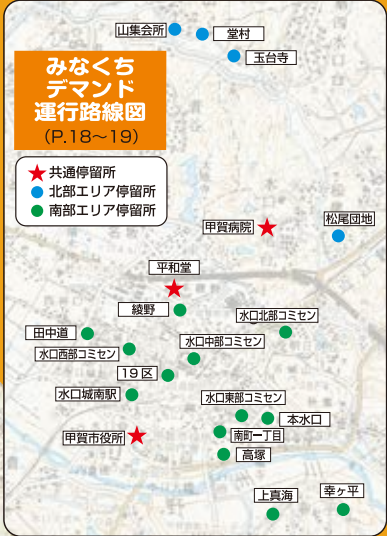 山集会所
堂村
玉台寺
みなくち
デマンド
運行路線図
（P.18～19）
共通停留所
北部エリア停留所
南部エリア停留所
甲賀病院
松尾団地
平和堂
綾野
水口北部コミセン
田中道
水口中部コミセン
水口西部コミセン
19区
水口城南駅
水口東部コミセン
本水口
甲賀市役所
南町一丁目
高塚
上真海
幸ヶ平